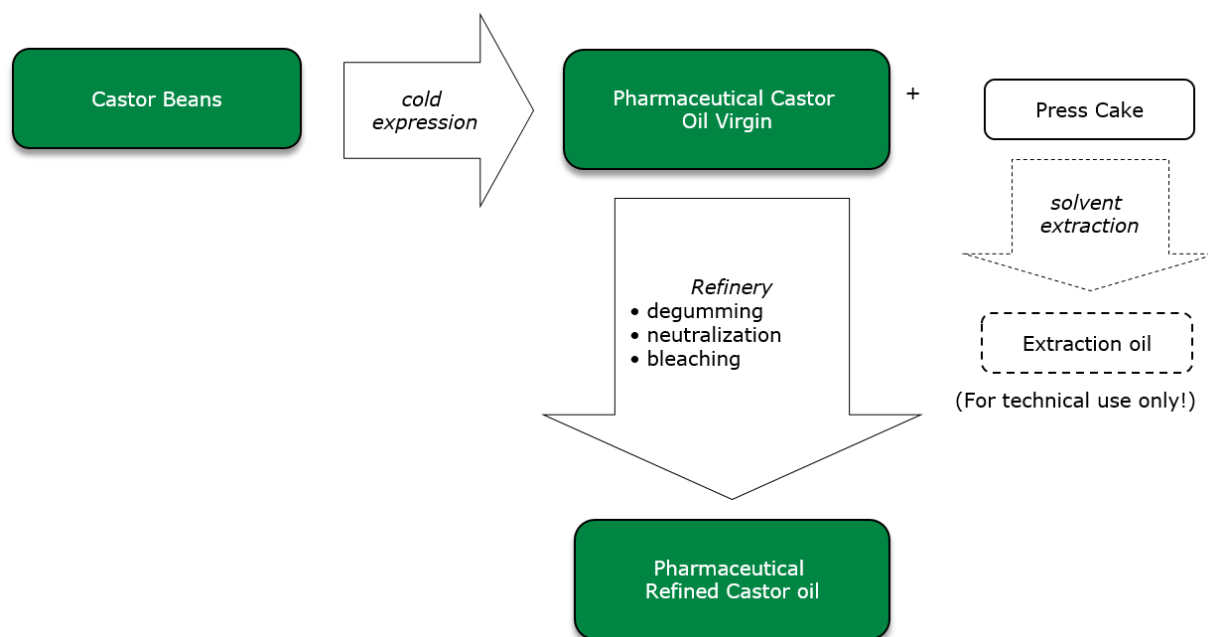 Castor Beans
cold
expression
Pharmaceutical Castor
Oil Virgin
+
Press Cake
solvent
extraction
Refinery
• degumming
• neutralization
• bleaching
Extraction oil
(For technical use only!)
Pharmaceutical
Refined Castor oil